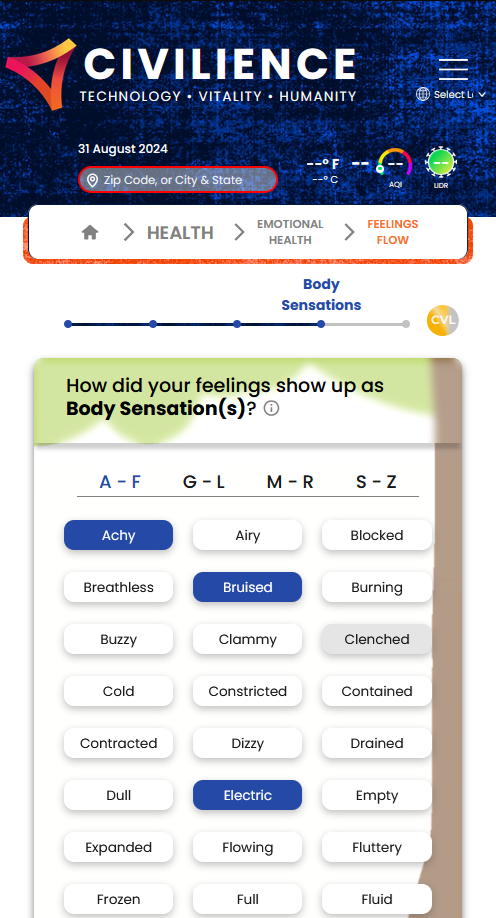 CIVILIENCE
TECHNOLOGY • VITALITY • HUMANITY
Select L
31 August 2024
Zip Code, or City & State
--° F
--° C
--
--
AQI
--
LIDR
HEALTH
EMOTIONAL
HEALTH
FEELINGS
FLOW
Body
Sensations
CVL
How did your feelings show up as
Body Sensation(s)?
A - F G - L M - R S - Z
Achy Airy Blocked
Breathless Bruised Burning
Buzzy Clammy Clenched
Cold Constricted Contained
Contracted Dizzy Drained
Dull Electric Empty
Expanded Flowing Fluttery
Frozen Full Fluid